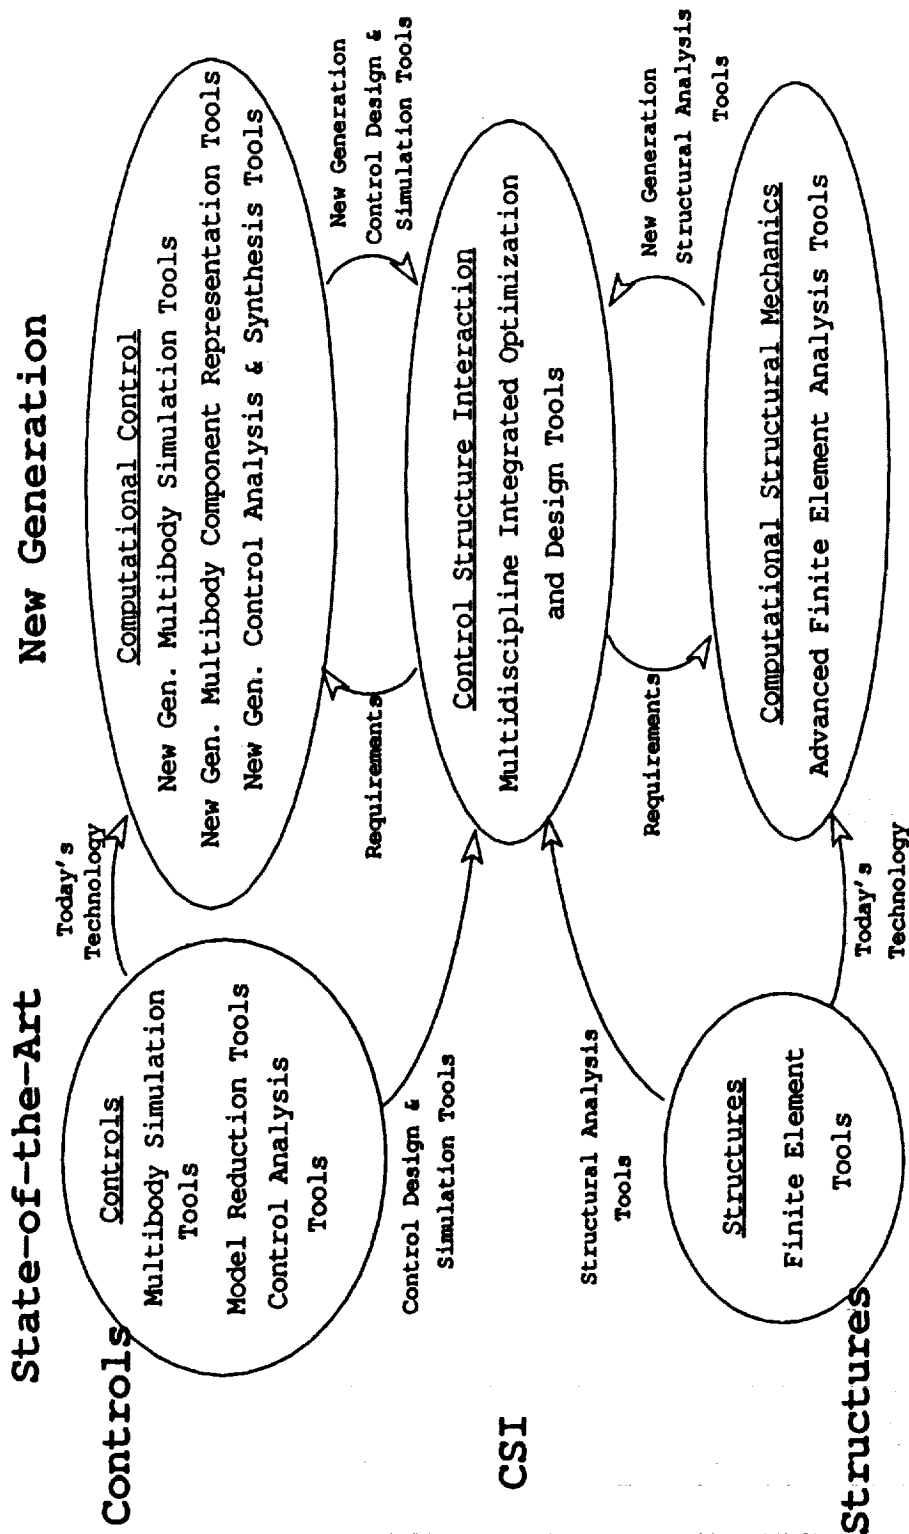 State-of-the-Art
New Generation
Controls
Controls
Multibody Simulation
Tools
Model Reduction Tools
Control Analysis
Tools
Today's
Technology
Computational Control
New Gen. Multibody Simulation Tools
New Gen. Multibody Component Representation Tools
New Gen. Control Analysis & Synthesis Tools
Control Design &
Simulation Tools
Requirements
New Generation
Control Design &
Simulation Tools
CSI
Control Structure Interaction
Multidiscipline Integrated Optimization
and Design Tools
Structural Analysis
Tools
Requirements
New Generation
Structural Analysis
Tools
Structures
Structures
Finite Element
Tools
Today's
Technology
Computational Structural Mechanics
Advanced Finite Element Analysis Tools